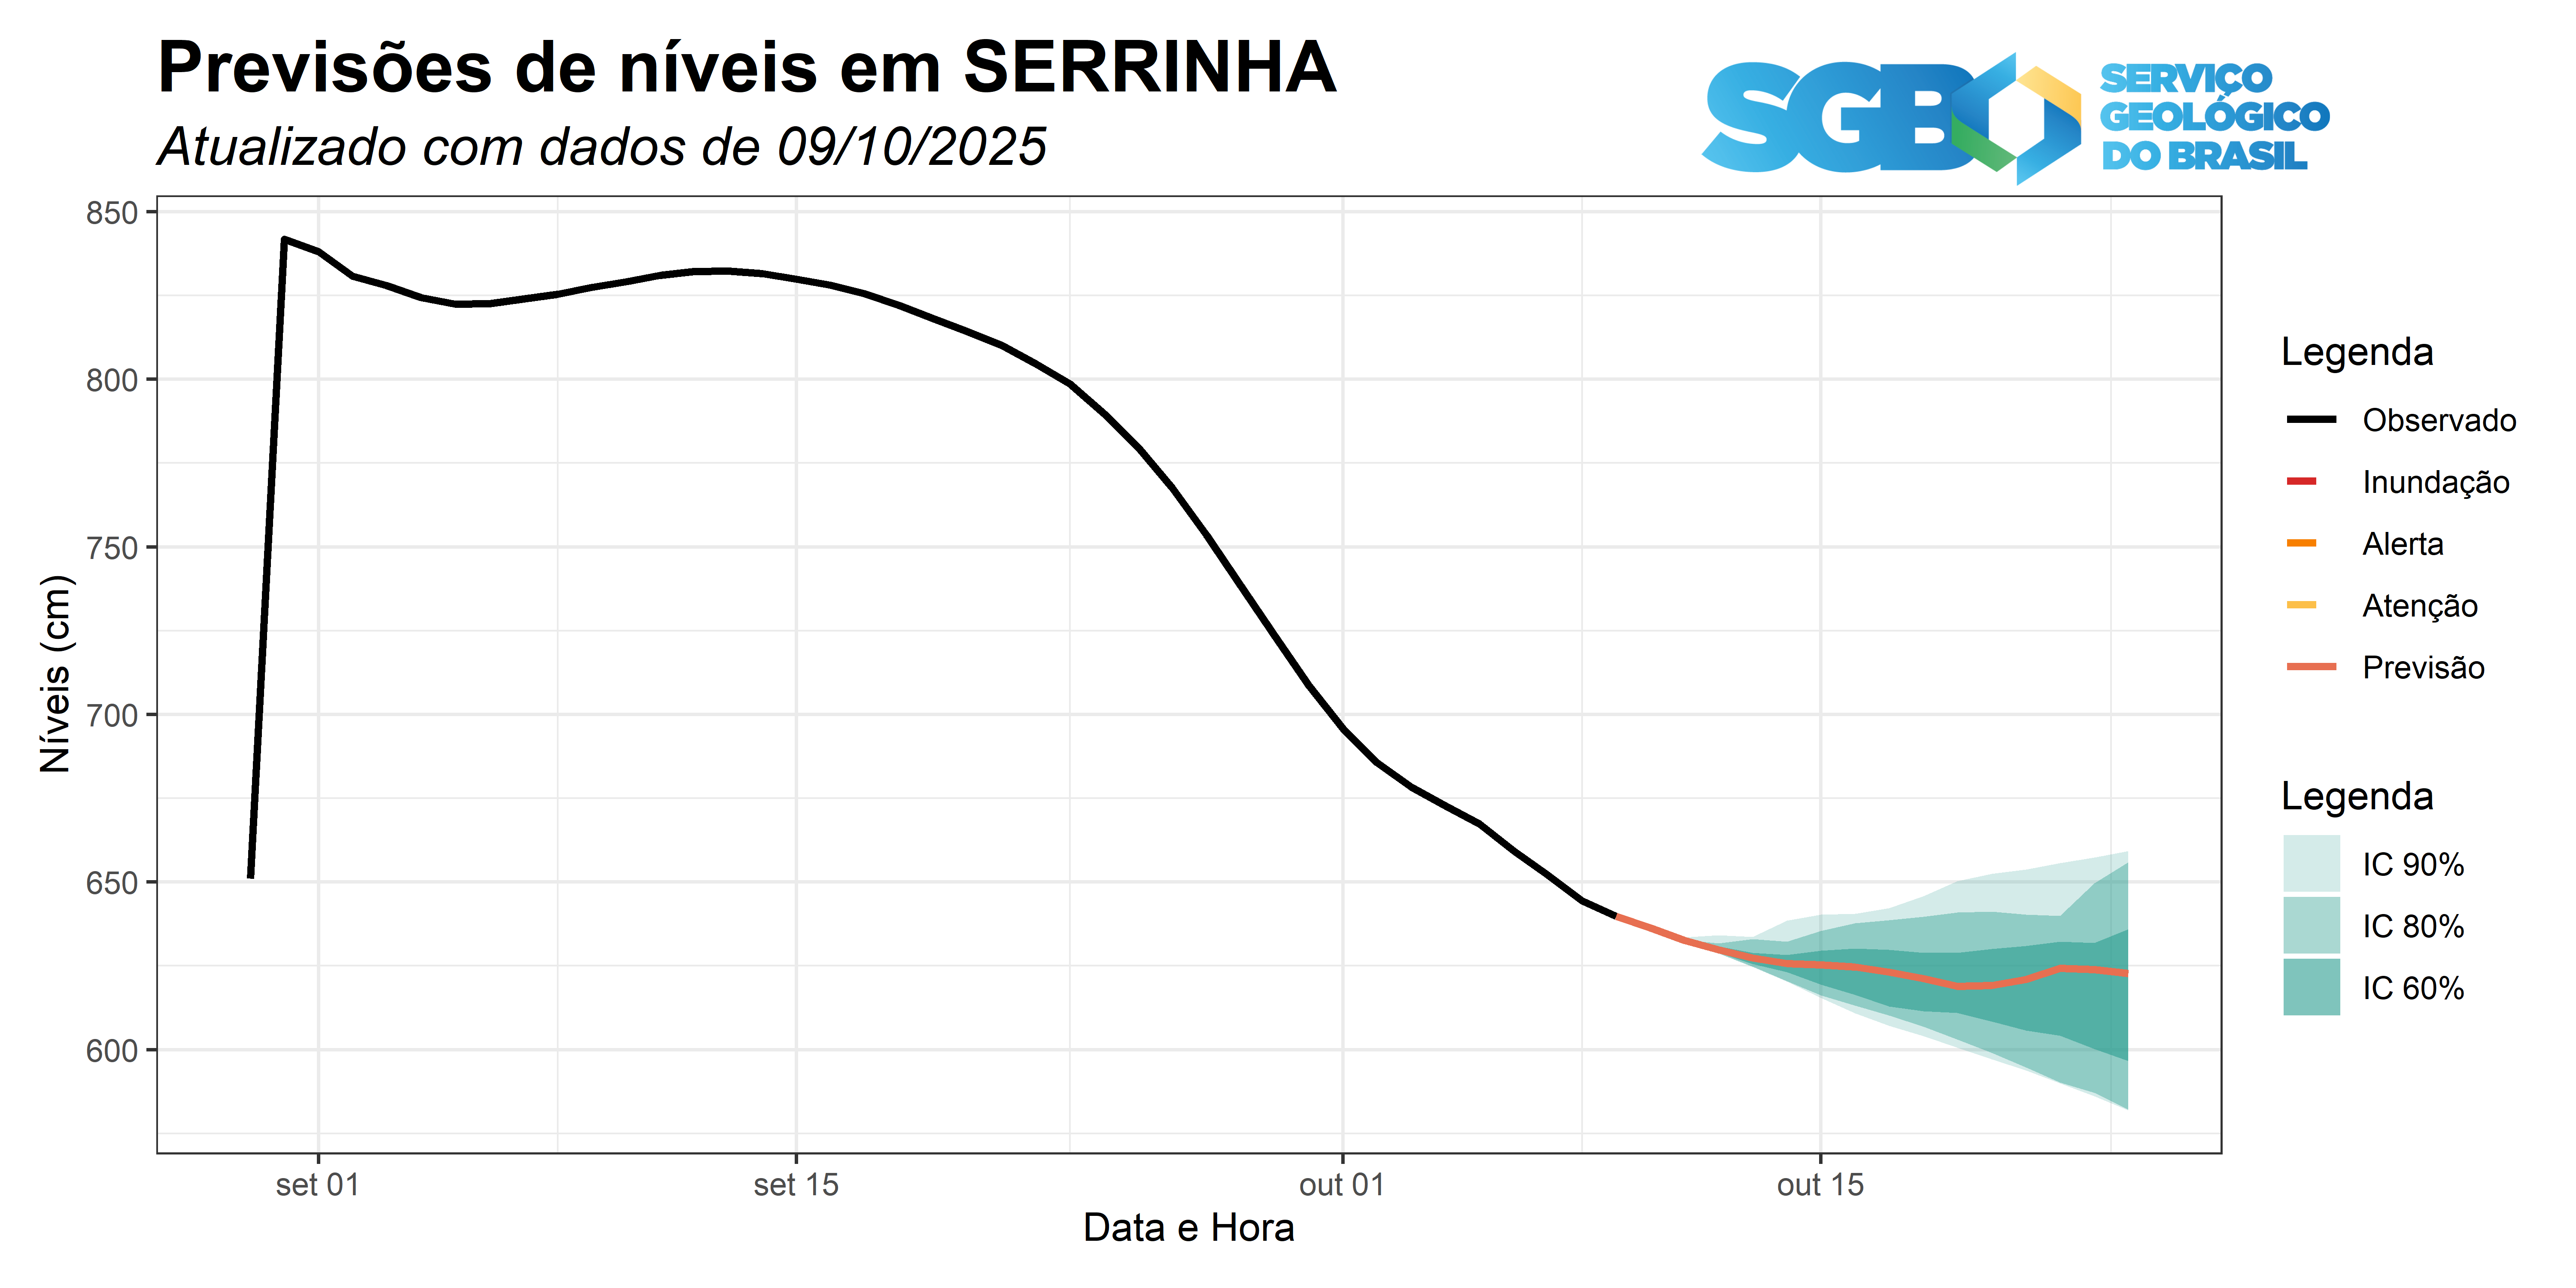 Previsões de níveis em SERRINHA
Atualizado com dados de 09/10/2025
SGB
SERVIÇO
GEOLÓGICO
DO BRASIL
850
800
750
700
650
600
Níveis (cm)
set 01
set 15
out 01
out 15
Data e Hora
Legenda
Observado
Inundação
Alerta
Atenção
Previsão
Legenda
IC 90%
IC 80%
IC 60%